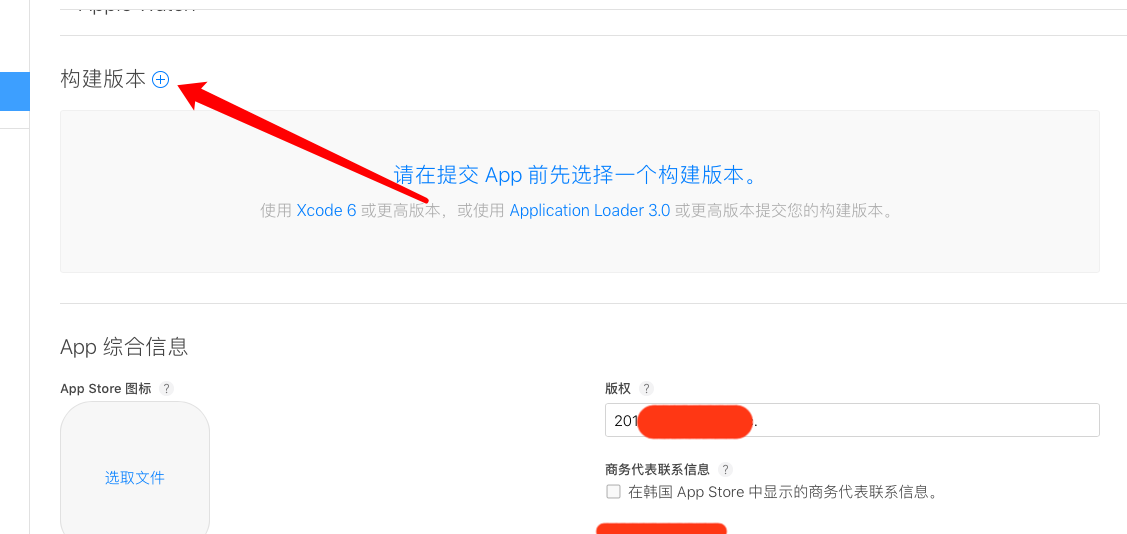 构建版本
请在提交 App 前先选择一个构建版本。
使用 Xcode 6 或更高版本，或使用 Application Loader 3.0 或更高版本提交您的构建版本。
App 综合信息
App Store 图标 ?
选取文件
版权 ?
201
.
商务代表联系信息 ?
在韩国 App Store 中显示的商务代表联系信息。